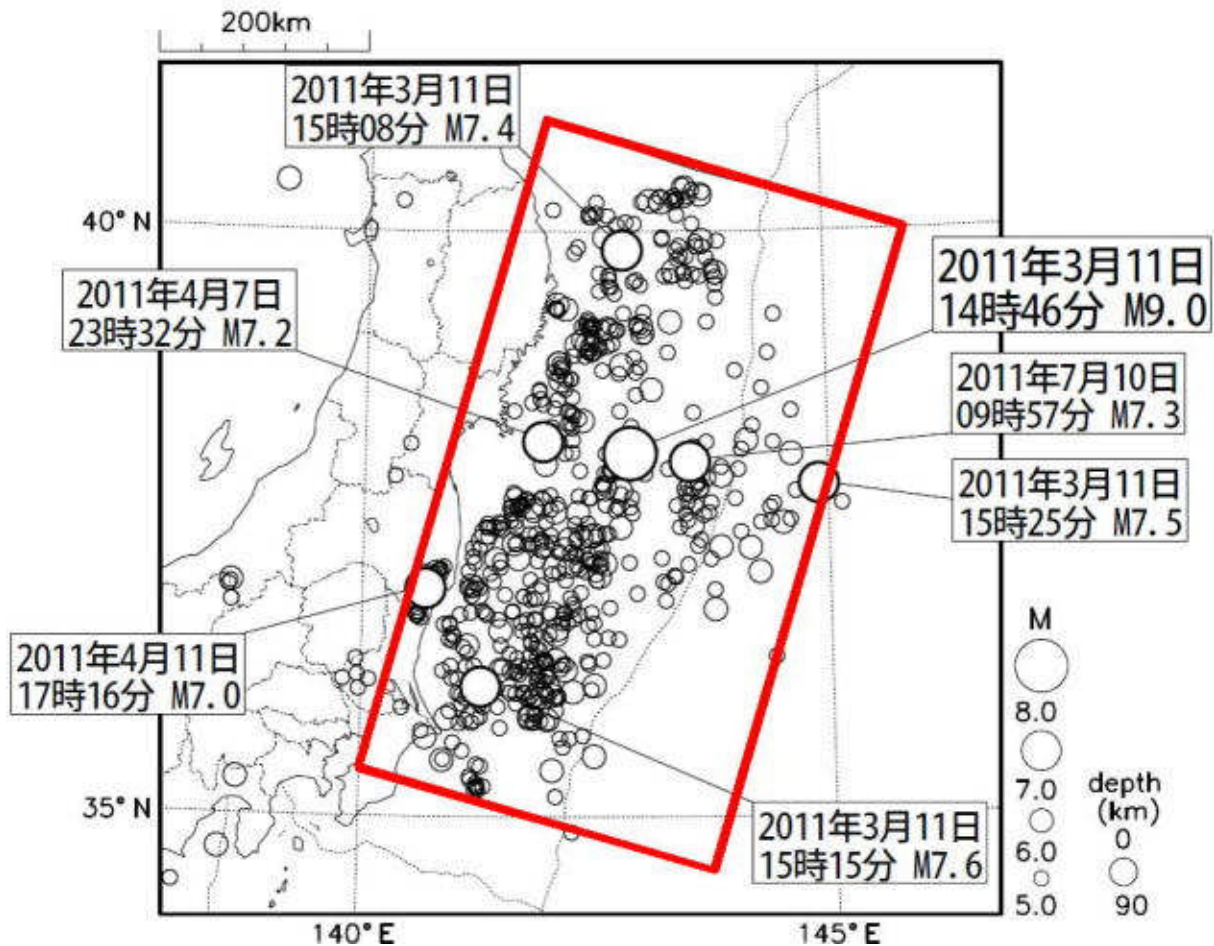 200km
2011年3月11日
15時08分 M7.4
40°N
2011年3月11日
14時46分 M9.0
2011年4月7日
23時32分 M7.2
2011年7月10日
09時57分 M7.3
2011年3月11日
15時25分 M7.5
2011年4月11日
17時16分 M7.0
M
8.0
7.0
6.0
5.0
depth
(km)
0
90
35°N
2011年3月11日
15時15分 M7.6
140°E
145°E